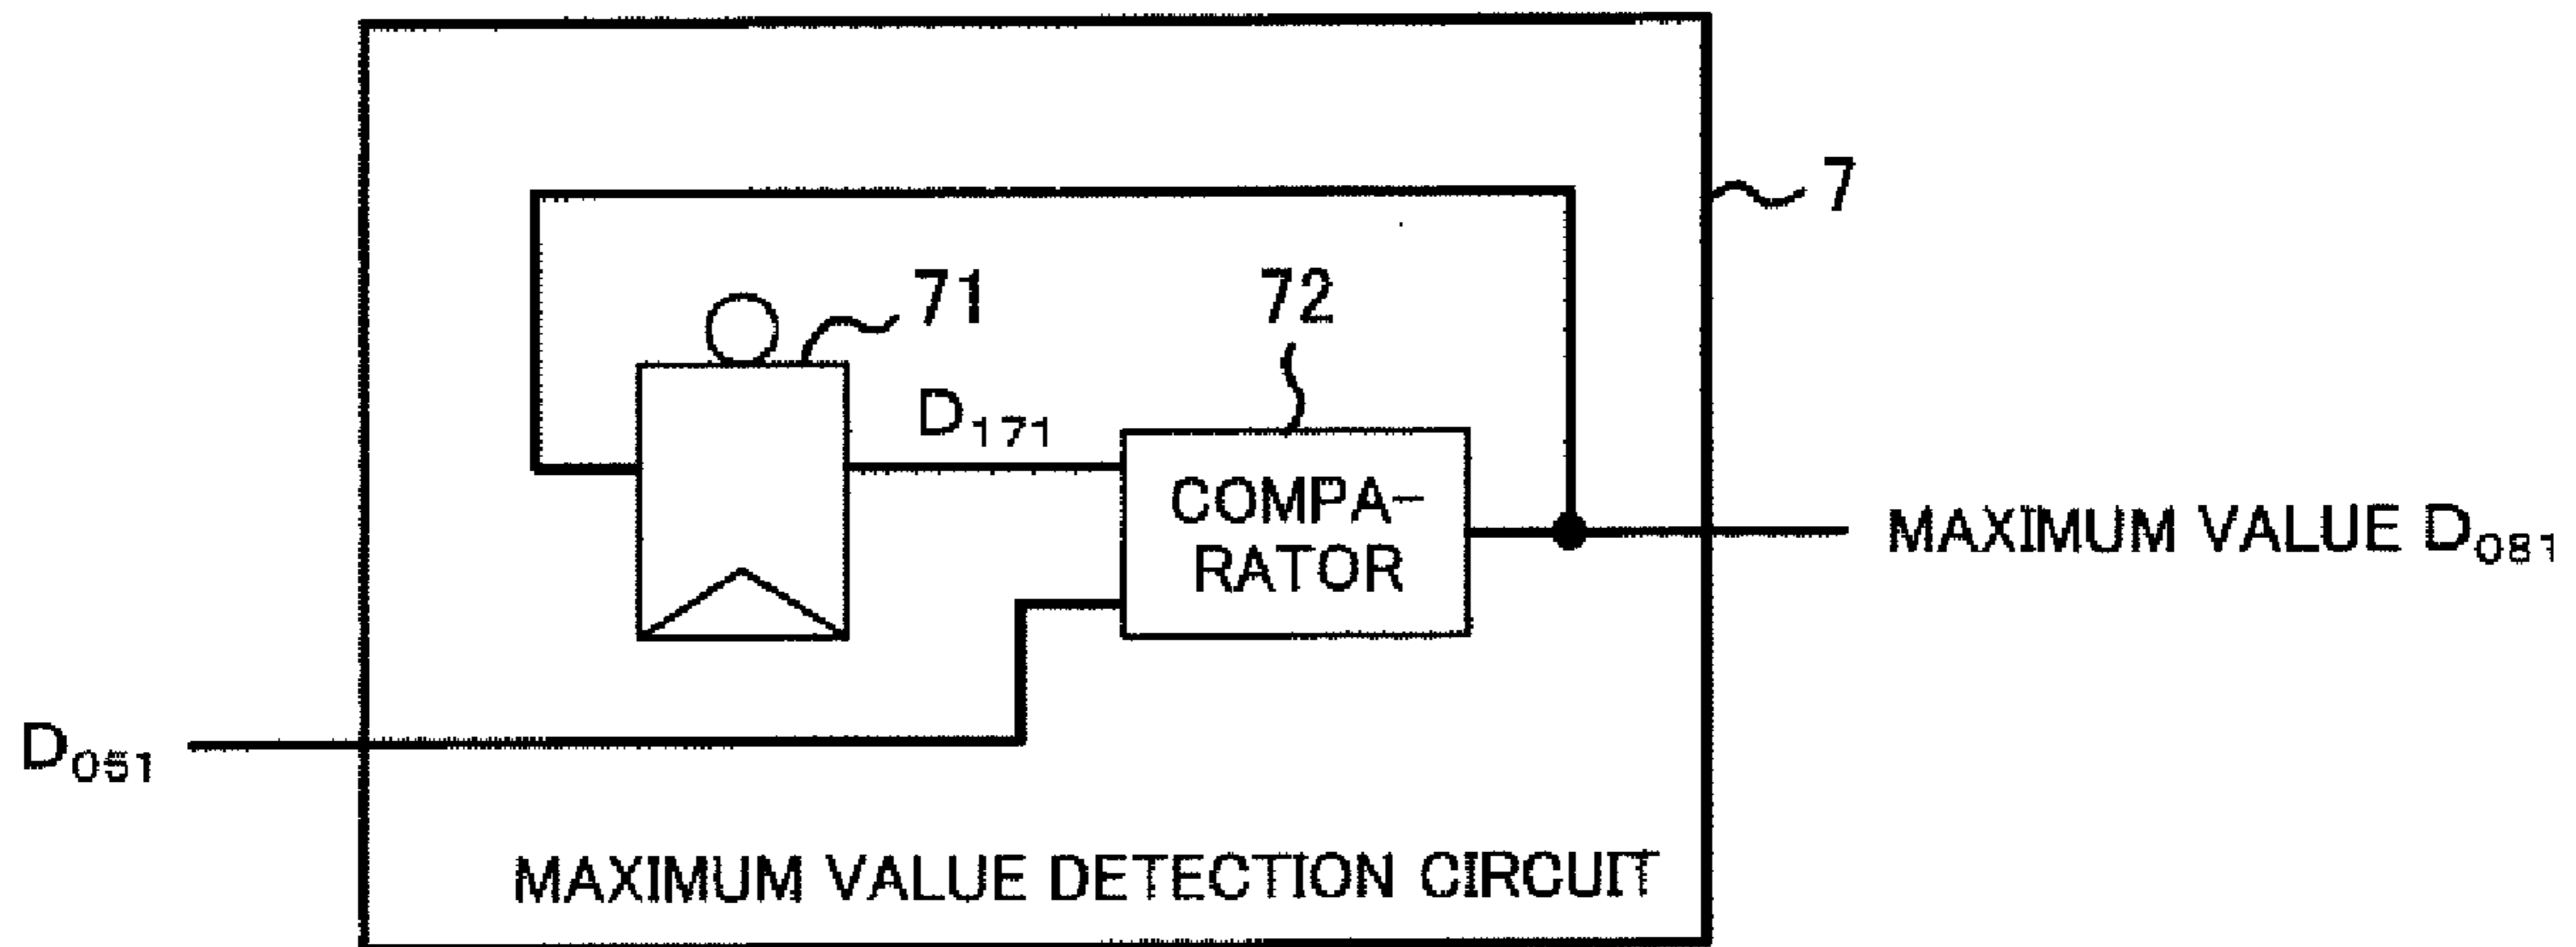 7
71
72
D₁₇₁
COMPA-
RATOR
MAXIMUM VALUE D₀₈₁
D₀₅₁
MAXIMUM VALUE DETECTION CIRCUIT